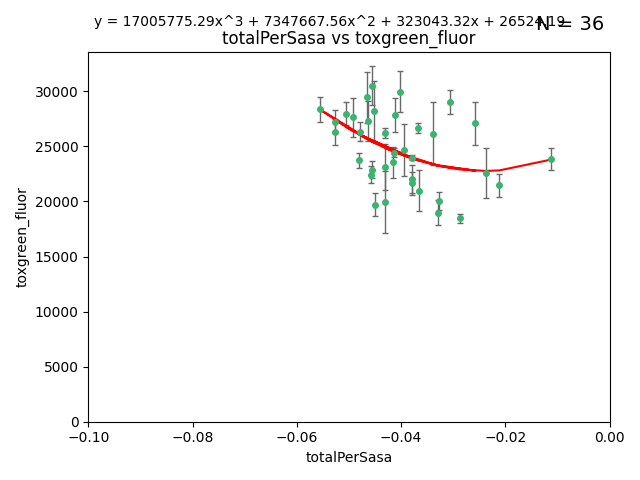 y = 17005775.29x^3 + 7347667.56x^2 + 323043.32x + 26524.19
N = 36
totalPerSasa vs toxgreen_fluor
toxgreen_fluor
30000
25000
20000
15000
10000
5000
0
−0.10 −0.08 −0.06 −0.04 −0.02 0.00
totalPerSasa